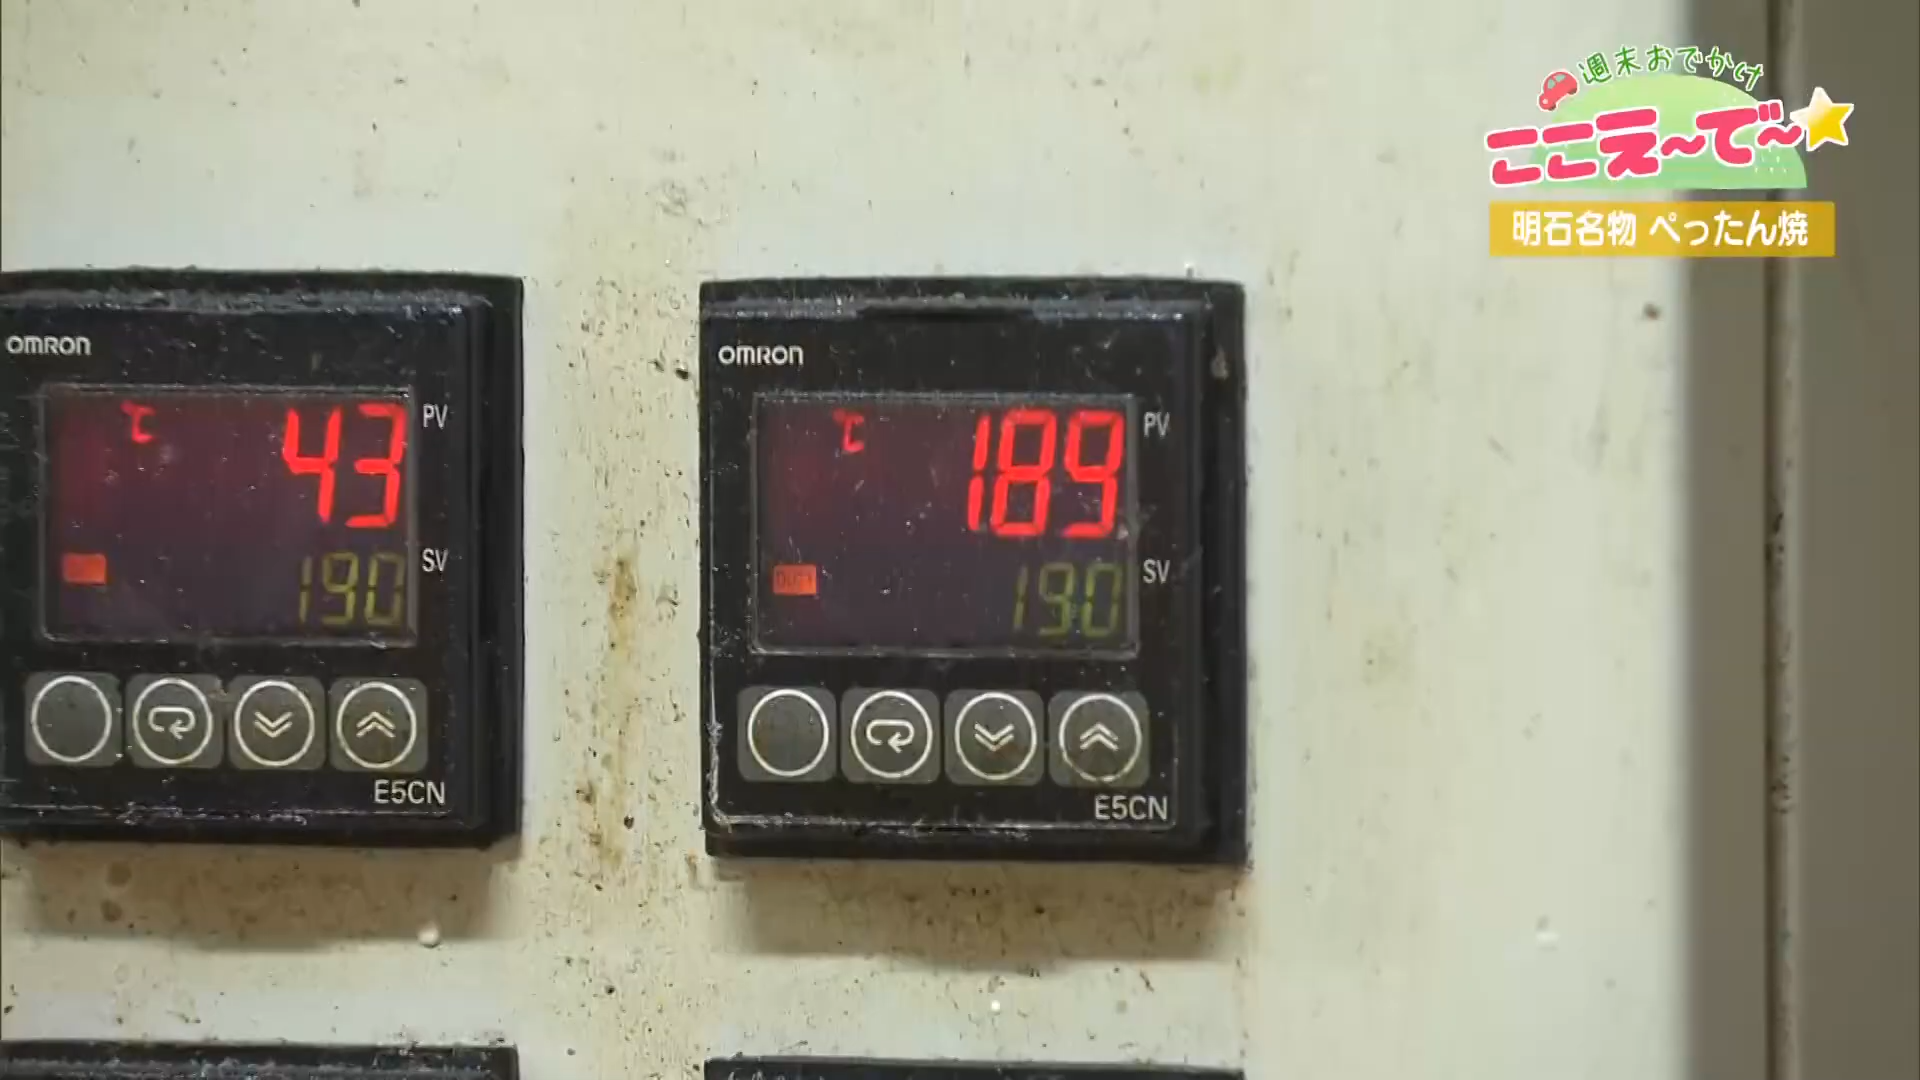 週末おでかけ
ここえ~で~
明石名物 ぺったん焼
OMRON
℃ 43 PV
190 SV
E5CN
OMRON
℃ 189 PV
OUT1 190 SV
E5CN